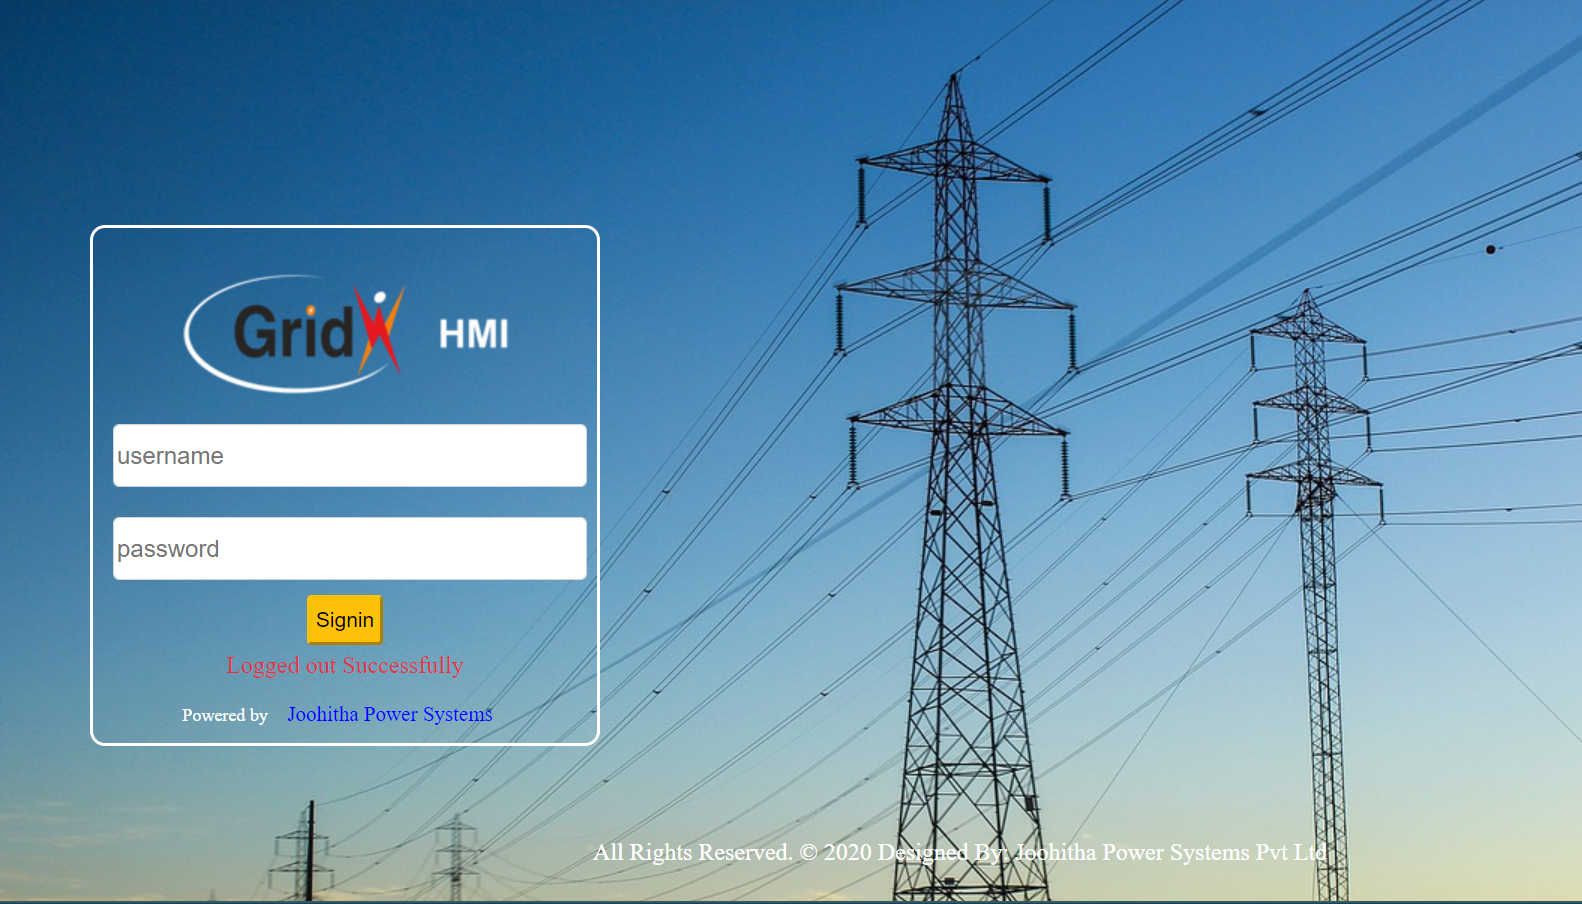 GridX HMI
username
password
Signin
Logged out Successfully
Powered by Joohitha Power Systems
All Rights Reserved. © 2020 Designed By: Joohitha Power Systems Pvt Ltd